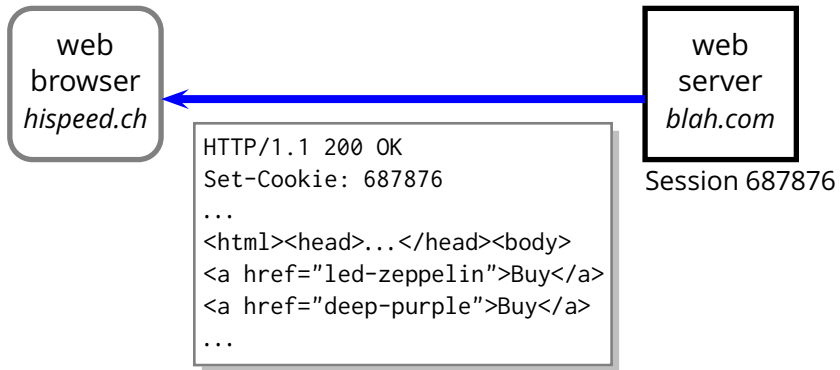 web
browser
hispeed.ch
web
server
blah.com
Session 687876
HTTP/1.1 200 OK
Set-Cookie: 687876
...
<html><head>...</head><body>
<a href="led-zeppelin">Buy</a>
<a href="deep-purple">Buy</a>
...